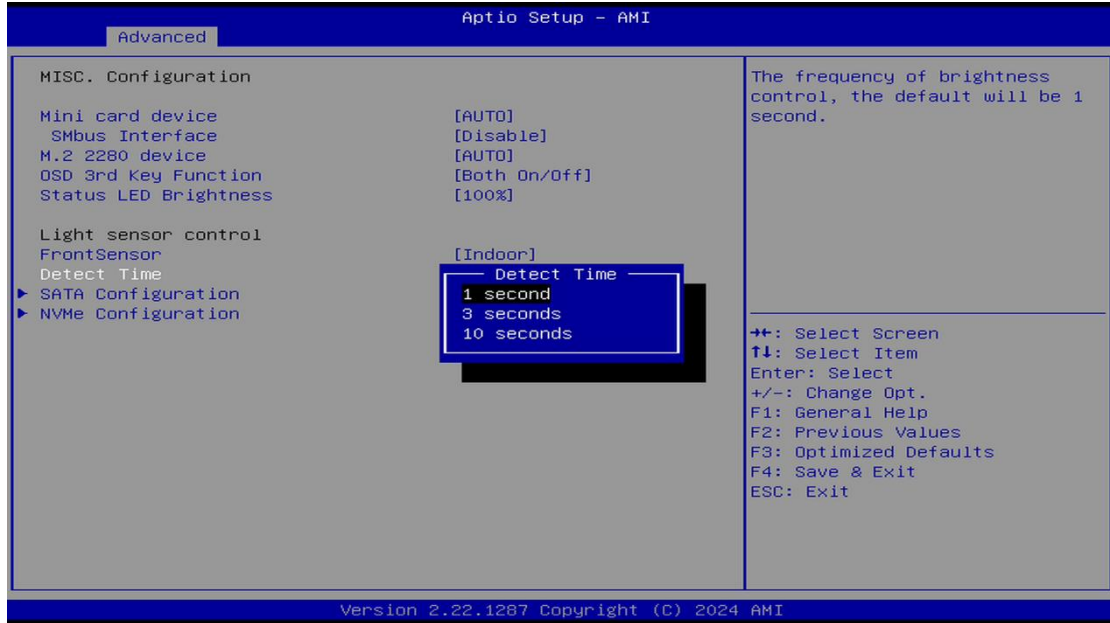 Aptio Setup – AMI
Advanced
MISC. Configuration
Mini card device [AUTO]
SMbus Interface [Disable]
M.2 2280 device [AUTO]
OSD 3rd Key Function [Both On/Off]
Status LED Brightness [100%]
Light sensor control
FrontSensor [Indoor]
Detect Time
► SATA Configuration
► NVMe Configuration
Detect Time
1 second
3 seconds
10 seconds
The frequency of brightness
control, the default will be 1
second.
→←: Select Screen
↑↓: Select Item
Enter: Select
+/-: Change Opt.
F1: General Help
F2: Previous Values
F3: Optimized Defaults
F4: Save & Exit
ESC: Exit
Version 2.22.1287 Copyright (C) 2024 AMI